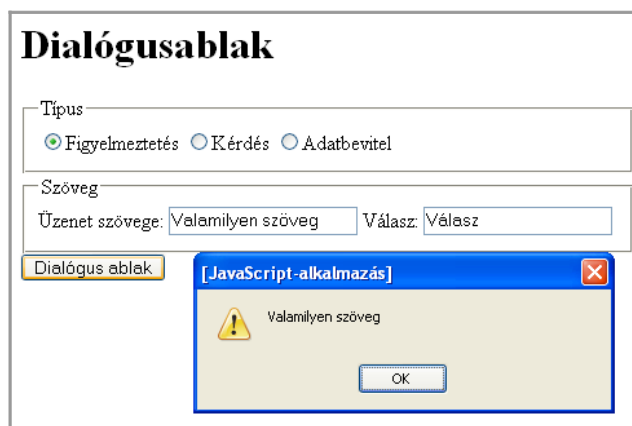 Dialógusablak
Típus
Figyelmeztetés Kérdés Adatbevitel
Szöveg
Üzenet szövege: Valamilyen szöveg Válasz: Válasz
Dialógus ablak
[JavaScript-alkalmazás]
Valamilyen szöveg
OK